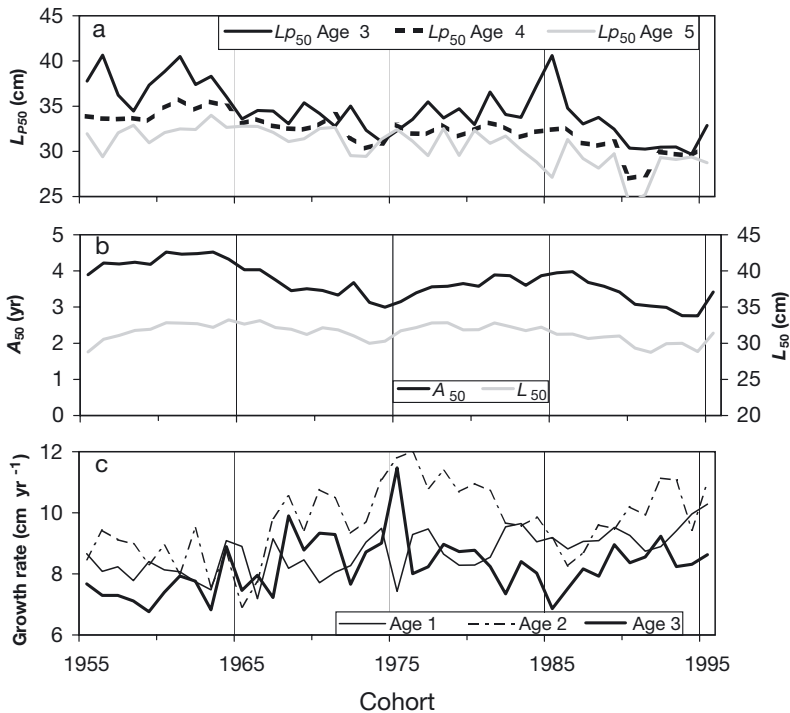 a
Lp50 Age 3 Lp50 Age 4 Lp50 Age 5
45
40
35
30
25
LP50 (cm)
b
5
4
3
2
1
0
A50 (yr)
45
40
35
30
25
20
L50 (cm)
A 50 L 50
c
12
10
8
6
Growth rate (cm yr -1)
Age 1 Age 2 Age 3
1955 1965 1975 1985 1995
Cohort